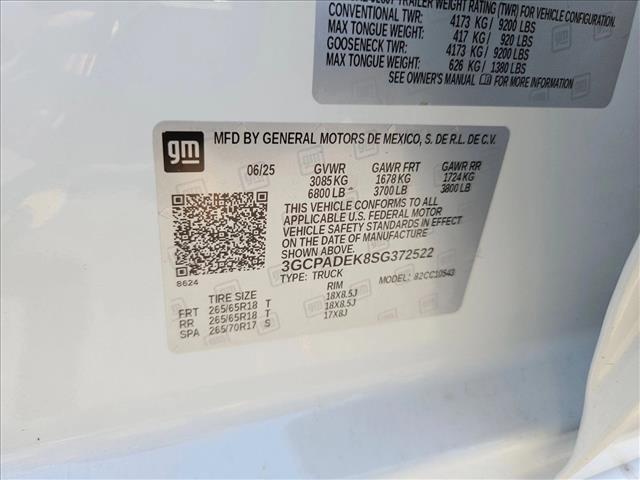 TRAILER WEIGHT RATING (TWR) FOR VEHICLE CONFIGURATION.
CONVENTIONAL TWR: 4173 KG / 9200 LBS
MAX TONGUE WEIGHT: 417 KG / 920 LBS
GOOSENECK TWR: 4173 KG / 9200 LBS
MAX TONGUE WEIGHT: 626 KG / 1380 LBS
SEE OWNER'S MANUAL FOR MORE INFORMATION
gm
MFD BY GENERAL MOTORS DE MEXICO, S. DE R.L. DE C.V.
06/25 GVWR GAWR FRT GAWR RR
3085 KG 1678 KG 1724 KG
6800 LB 3700 LB 3800 LB
THIS VEHICLE CONFORMS TO ALL
APPLICABLE U.S. FEDERAL MOTOR
VEHICLE SAFETY STANDARDS IN EFFECT
ON THE DATE OF MANUFACTURE SHOWN ABOVE.
3GCPADEK8SG372522
TYPE: TRUCK MODEL: 82CC10543
8624
TIRE SIZE RIM
FRT 265/65R18 T 18X8.5J
RR 265/65R18 T 18X8.5J
SPA 265/70R17 S 17X8J